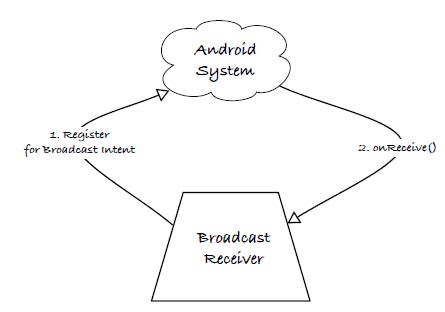 Android
System
1. Register
for Broadcast Intent
2. onReceive()
Broadcast
Receiver